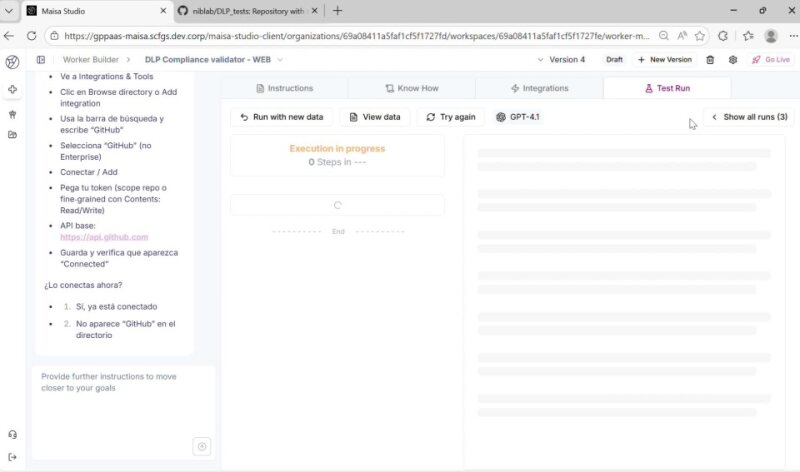 Maisa Studio
niblab/DLP_tests: Repository with
https://gppaas-maisa.scfgs.dev.corp/maisa-studio-client/organizations/69a08411a5faf1cf5f1727fd/workspaces/69a08411a5faf1cf5f1727fe/worker-m...
Worker Builder > DLP Compliance validator - WEB
Version 4
Draft
+ New Version
Go Live
Ve a Integrations & Tools
Clic en Browse directory o Add
integration
Usa la barra de búsqueda y
escribe “GitHub”
Selecciona “GitHub” (no
Enterprise)
Conectar / Add
Pega tu token (scope repo o
fine‑grained con Contents:
Read/Write)
API base:
https://api.github.com
Guarda y verifica que aparezca
“Connected”
¿Lo conectas ahora?
1. Sí, ya está conectado
2. No aparece “GitHub” en el
directorio
Provide further instructions to move
closer to your goals
Instructions
Know How
Integrations
Test Run
Run with new data
View data
Try again
GPT-4.1
Show all runs (3)
Execution in progress
0 Steps in ---
End